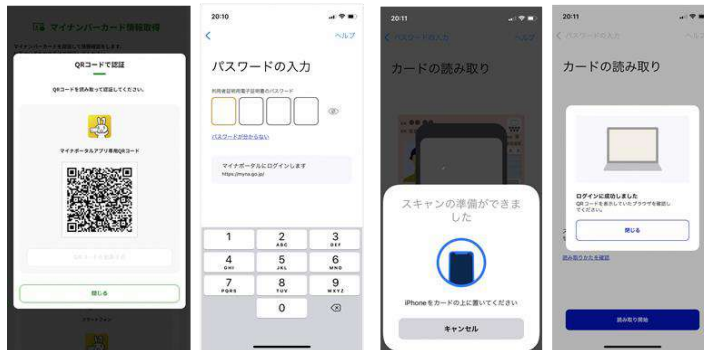 マイナンバーカード情報取得
QRコードで認証
QRコードを読み取って認証してください。
マイナポータルアプリ専用QRコード
閉じる
スマートフォン
20:10
ヘルプ
パスワードの入力
利用者証明用電子証明書のパスワード
パスワードが分からない
マイナポータルにログインします
https://myna.go.jp/
1
2 ABC
3 DEF
4 GHI
5 JKL
6 MNO
7 PQRS
8 TUV
9 WXYZ
0
20:11
パスワードの入力
ヘルプ
カードの読み取り
スキャンの準備ができま
した
iPhoneをカードの上に置いてください
キャンセル
20:11
パスワードの入力
ヘルプ
カードの読み取り
ログインに成功しました
QRコードを表示していたブラウザを確認し
てください。
閉じる
読み取りかたを確認
読み取り開始